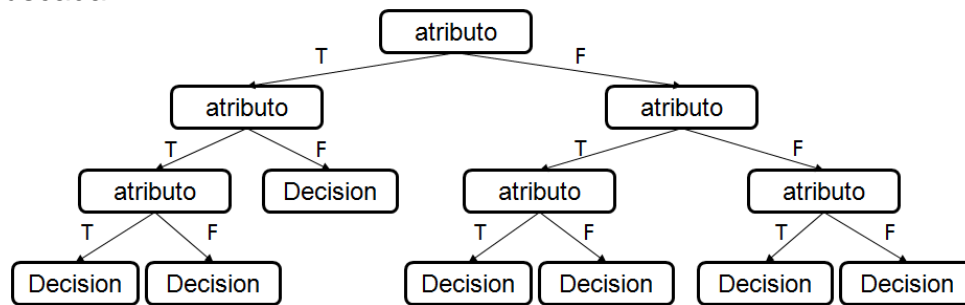 atributo
T F
atributo atributo
T F T F
atributo Decision atributo atributo
T F T F T F
Decision Decision Decision Decision Decision Decision